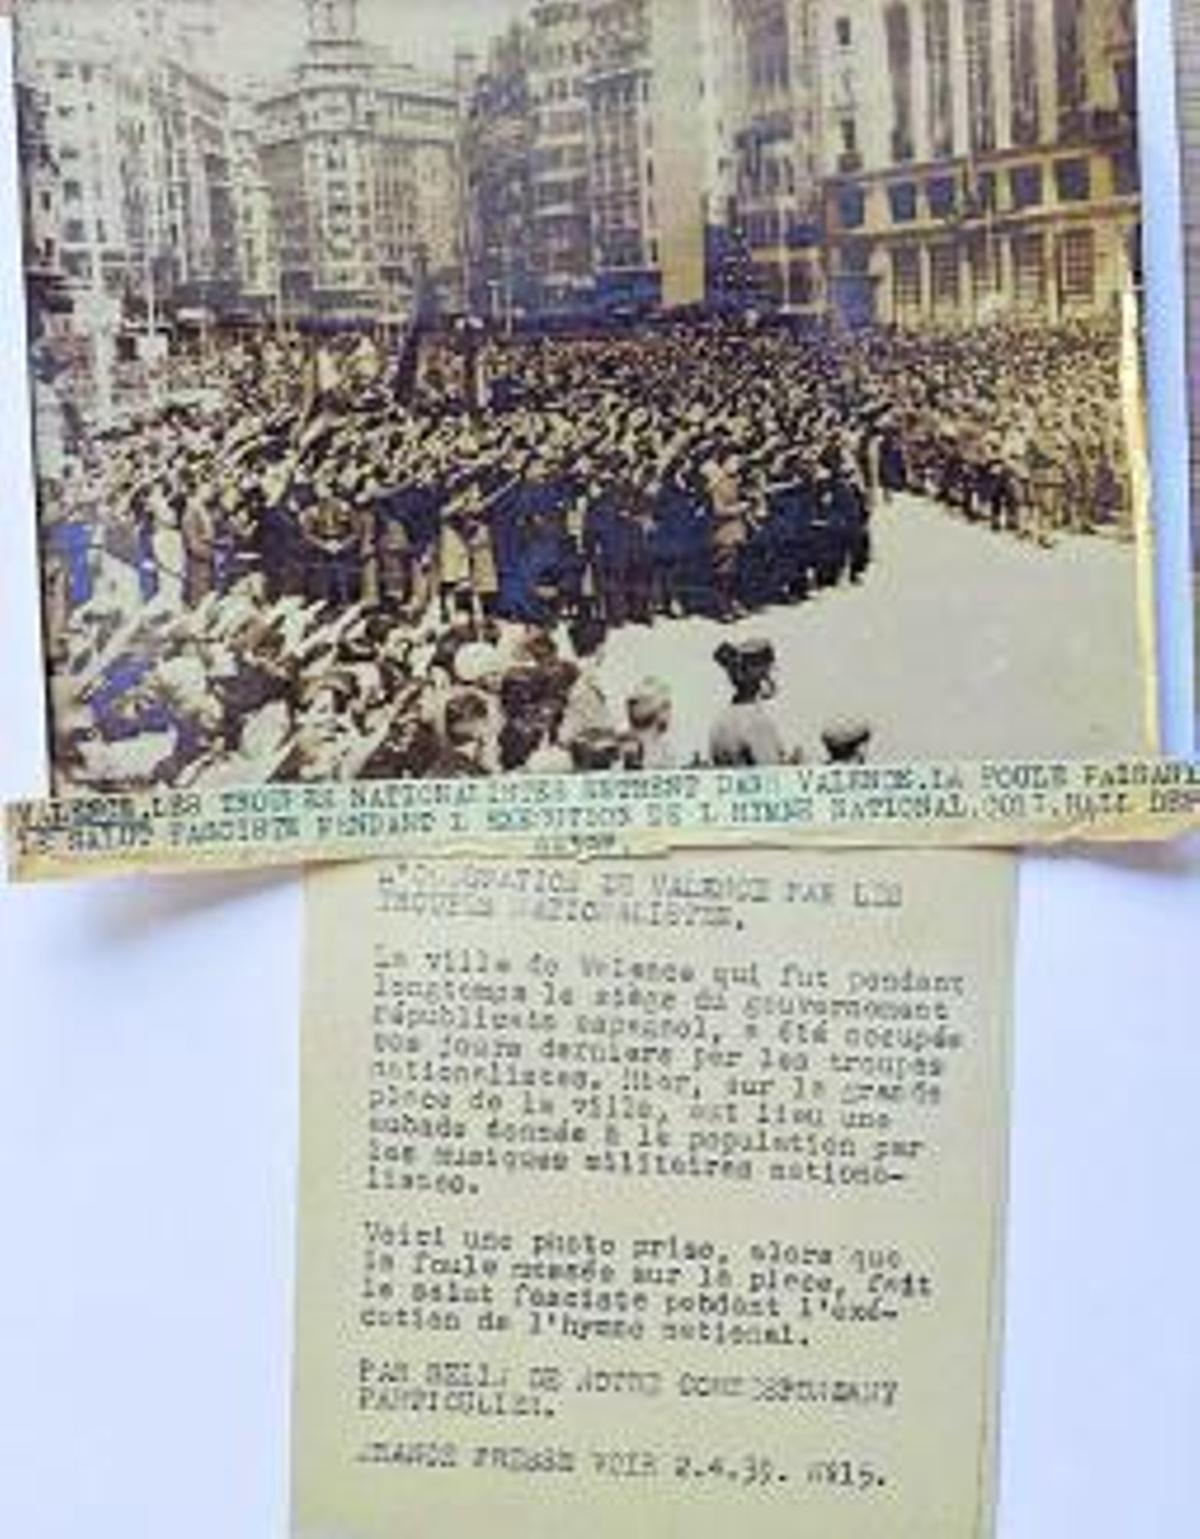 VALENCE.LES TROUPES NATIONALISTES ENTRENT DANS VALENCE.LA FOULE FAISANT
LE SALUT FASCISTE PENDANT L EXECUTION DE L HYMNE NATIONAL.COLL.HALL DES
L'OCCUPATION DE VALENCE PAR LES
TROUPES NATIONALISTES.
La ville de Valence qui fut pendant
longtemps le siège du gouvernement
républicain espagnol, a été occupée
ces jours derniers par les troupes
nationalistes. Hier, sur la grande
place de la ville, eut lieu une
aubade donnée à la population par
les musiques militaires nationa-
listes.
Voici une photo prise, alors que
la foule massée sur la place, fait
le salut fasciste pendant l'exé-
cution de l'hymne national.
PAR BELIN DE NOTRE CORRESPONDANT
PARTICULIER.
FRANCE PRESSE VOIR 2.4.39.